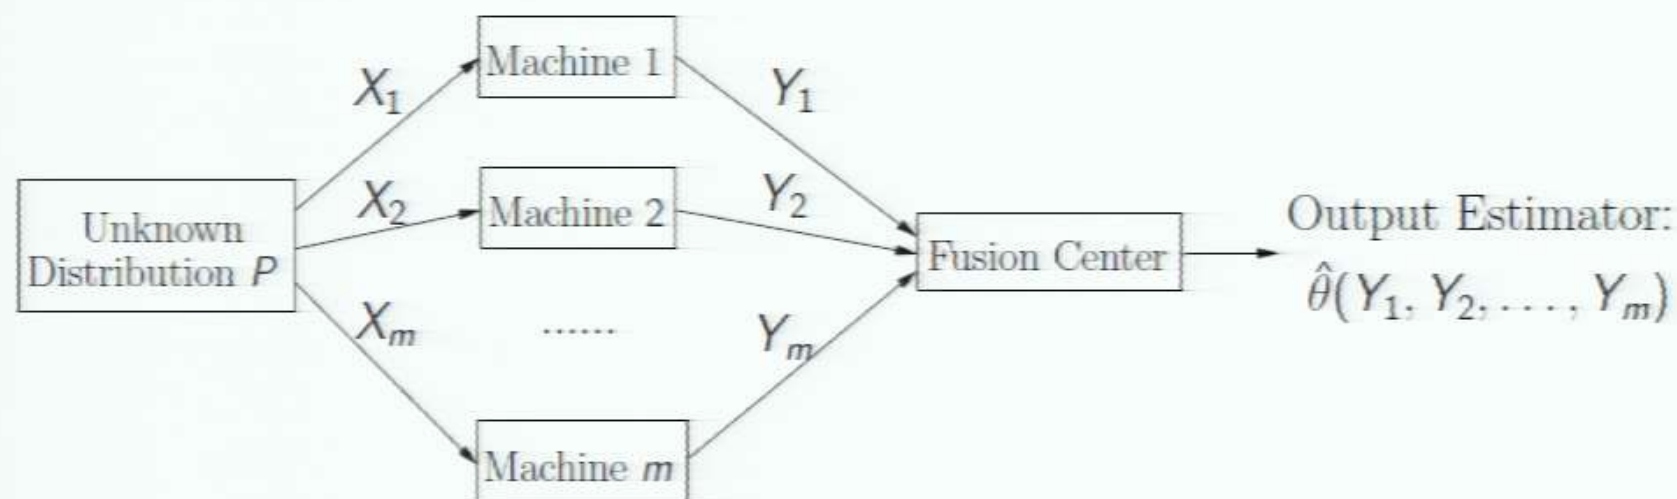 Unknown
Distribution P
X₁
X₂
Xₘ
Machine 1
Machine 2
......
Machine m
Y₁
Y₂
Yₘ
Fusion Center
Output Estimator:
θ̂(Y₁, Y₂, . . . , Yₘ)